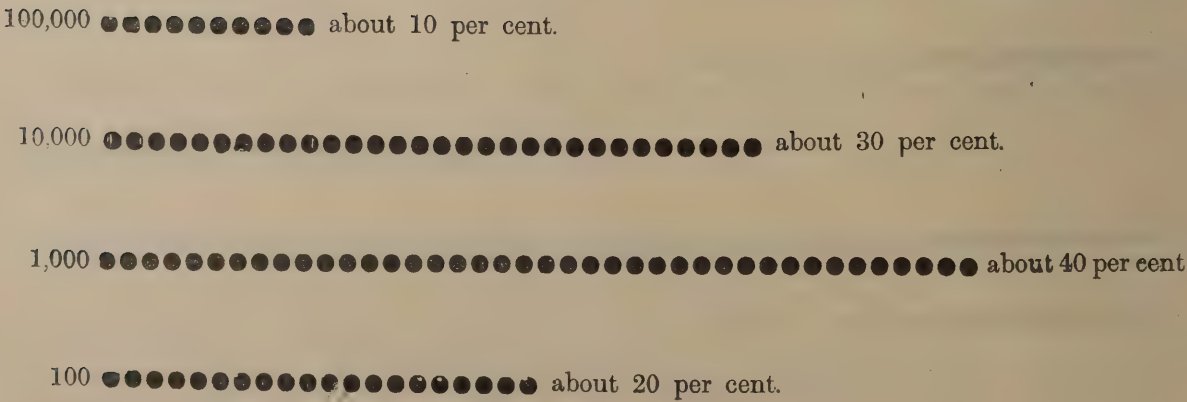 100,000 ●●●●●●●●●● about 10 per cent.
10,000 ●●●●●●●●●●●●●●●●●●●●●●●●●●●●●● about 30 per cent.
1,000 ●●●●●●●●●●●●●●●●●●●●●●●●●●●●●●●●●●●●●●●● about 40 per cent
100 ●●●●●●●●●●●●●●●●●●●● about 20 per cent.